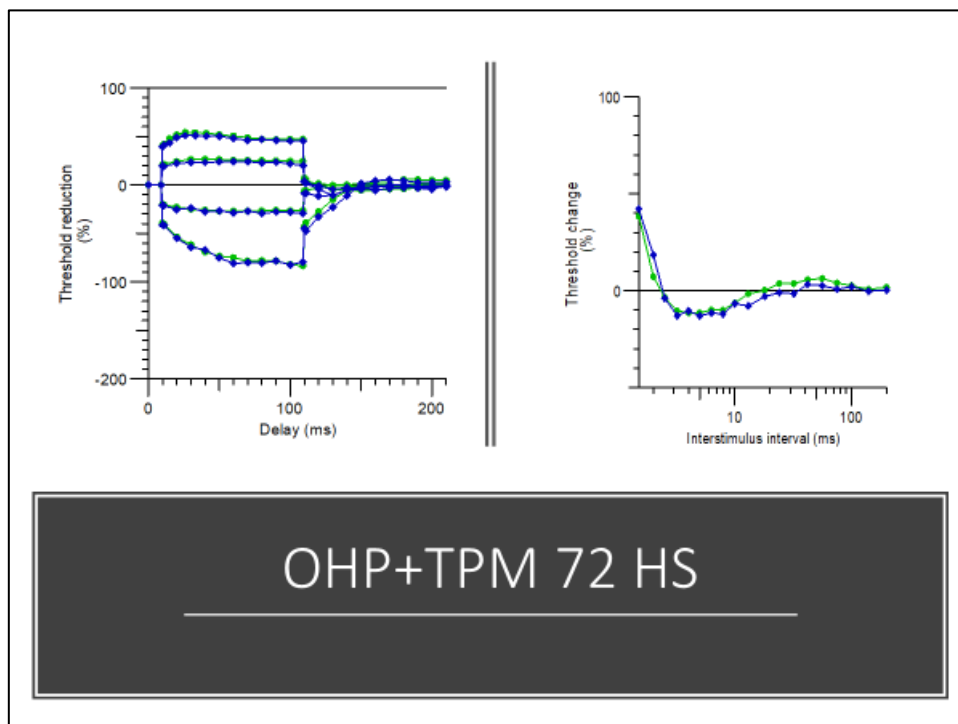 100
0
-100
-200
Threshold reduction
(%)
0
100
200
Delay (ms)
100
0
Threshold change
(%)
10
100
Interstimulus interval (ms)
OHP+TPM 72 HS